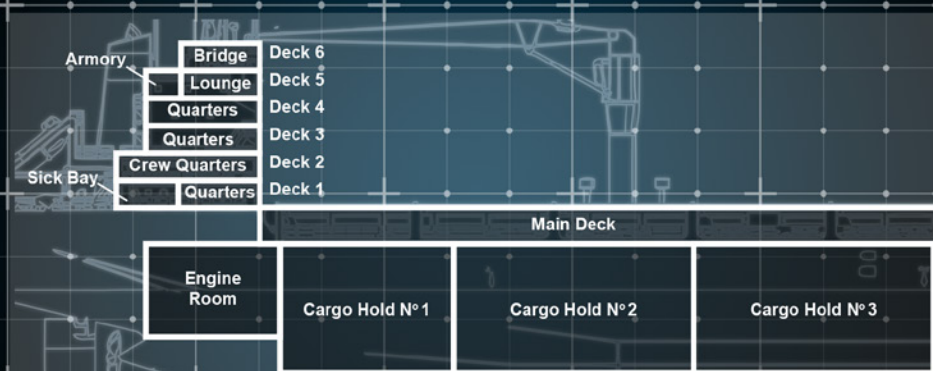 Armory
Bridge Deck 6
Lounge Deck 5
Quarters Deck 4
Quarters Deck 3
Crew Quarters Deck 2
Sick Bay
Quarters Deck 1
Main Deck
Engine
Room
Cargo Hold Nº1
Cargo Hold Nº2
Cargo Hold Nº3